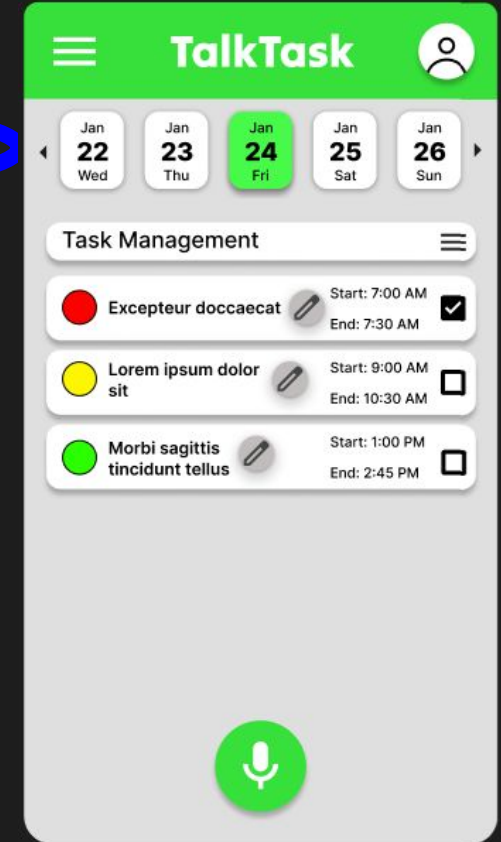 TalkTask
Jan
22
Wed
Jan
23
Thu
Jan
24
Fri
Jan
25
Sat
Jan
26
Sun
Task Management
Excepteur doccaecat
Start: 7:00 AM
End: 7:30 AM
Lorem ipsum dolor
sit
Start: 9:00 AM
End: 10:30 AM
Morbi sagittis
tincidunt tellus
Start: 1:00 PM
End: 2:45 PM